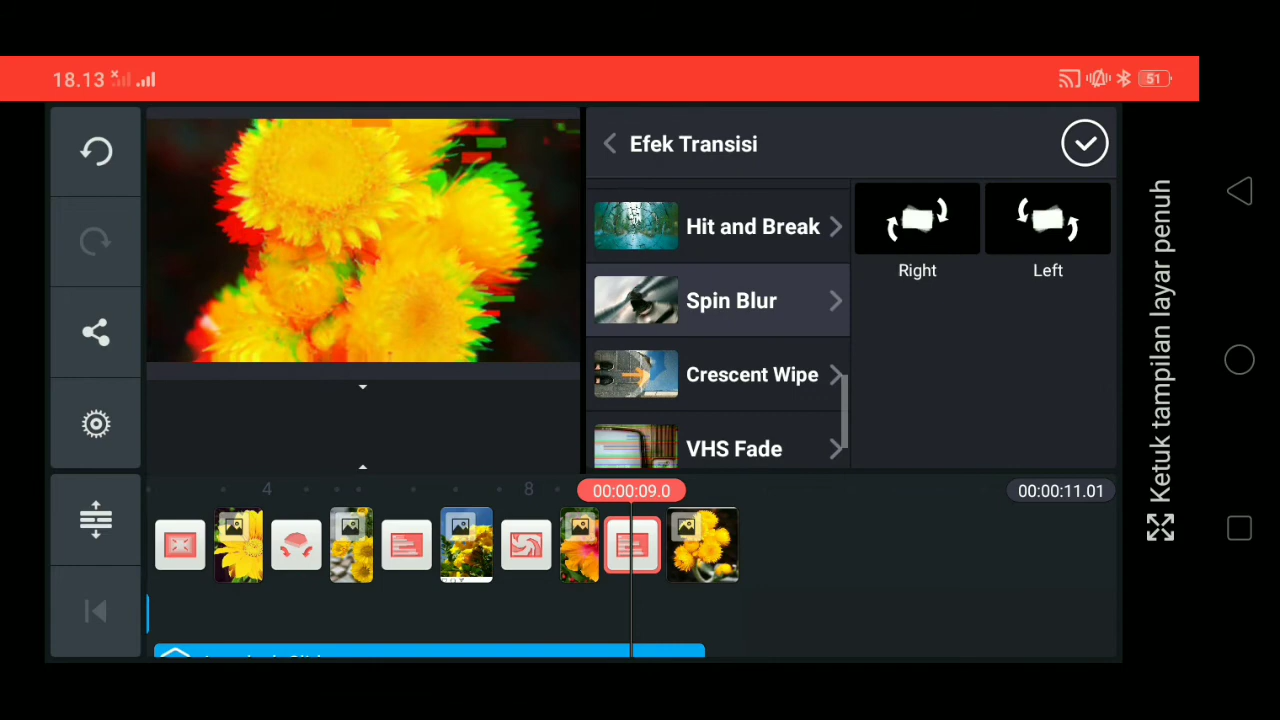 18.13
51
Efek Transisi
Hit and Break
Spin Blur
Crescent Wipe
VHS Fade
Right
Left
Ketuk tampilan layar penuh
4
8
00:00:09.0
00:00:11.01